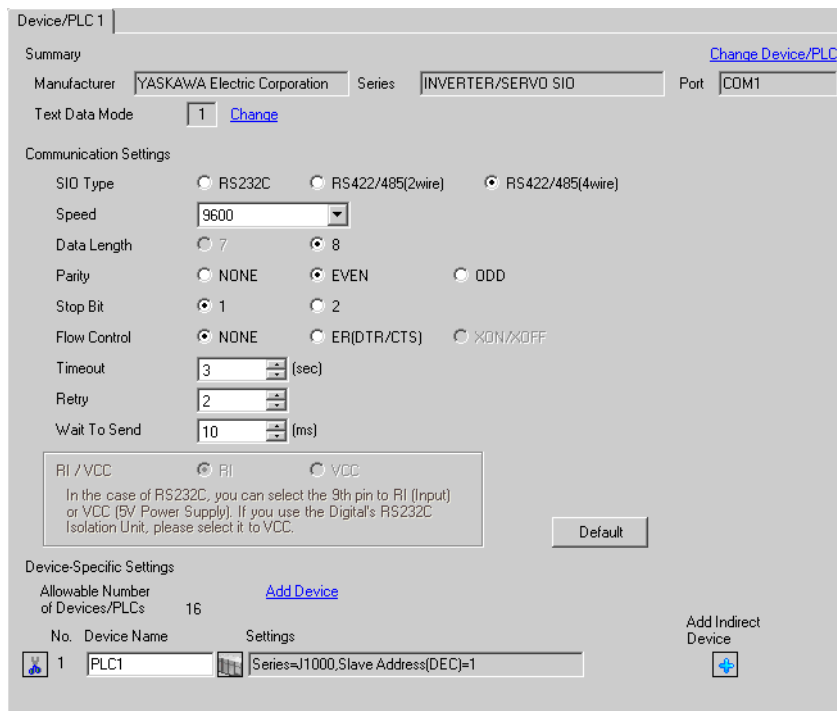 Device/PLC 1
Summary
Change Device/PLC
Manufacturer YASKAWA Electric Corporation Series INVERTER/SERVO SIO Port COM1
Text Data Mode 1 Change
Communication Settings
SIO Type RS232C RS422/485(2wire) RS422/485(4wire)
Speed 9600
Data Length 7 8
Parity NONE EVEN ODD
Stop Bit 1 2
Flow Control NONE ER(DTR/CTS) XON/XOFF
Timeout 3 (sec)
Retry 2
Wait To Send 10 (ms)
RI / VCC RI VCC
In the case of RS232C, you can select the 9th pin to RI (Input)
or VCC (5V Power Supply). If you use the Digital's RS232C
Isolation Unit, please select it to VCC.
Default
Device-Specific Settings
Allowable Number
of Devices/PLCs 16
Add Device
No. Device Name Settings
Add Indirect
Device
1 PLC1 Series=J1000,Slave Address(DEC)=1